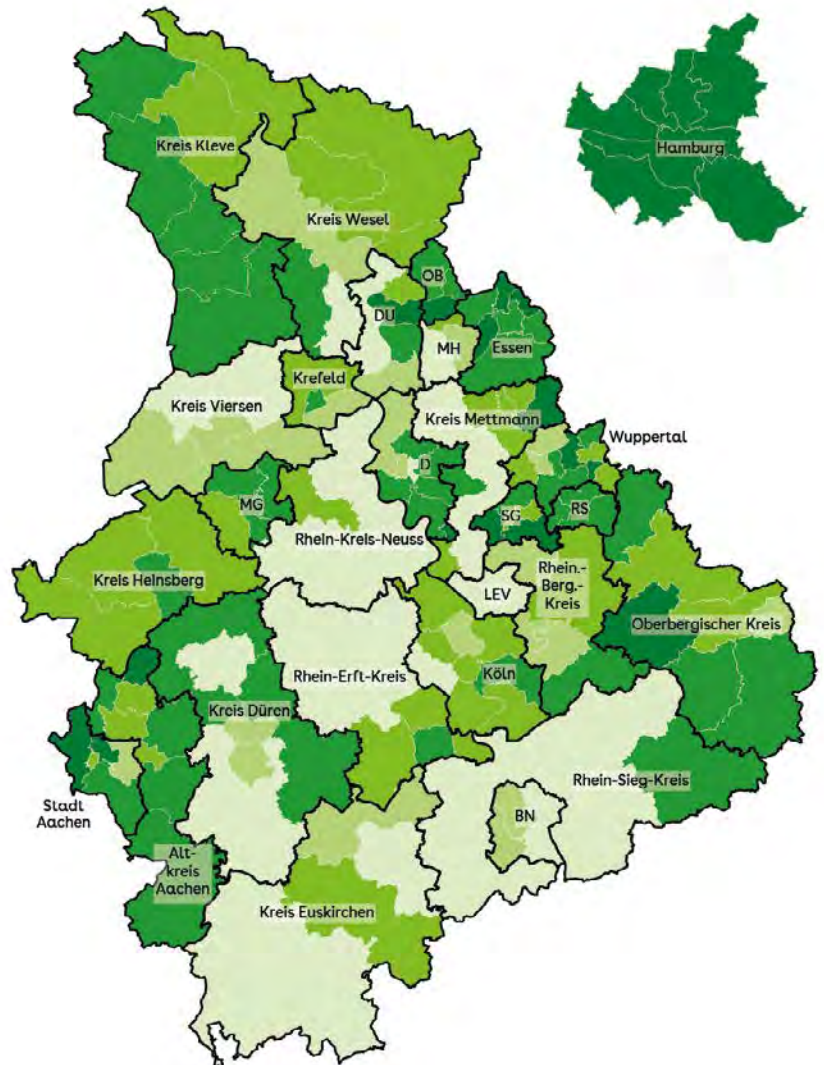 Hamburg
Kreis Kleve
Kreis Wesel
OB
DU
MH
Essen
Krefeld
Kreis Viersen
Kreis Mettmann
Wuppertal
D
MG
SG
RS
Rhein-Kreis-Neuss
Kreis Heinsberg
LEV
Rhein.-
Berg.-
Kreis
Oberbergischer Kreis
Rhein-Erft-Kreis
Köln
Kreis Düren
Rhein-Sieg-Kreis
Stadt
Aachen
BN
Alt-
kreis
Aachen
Kreis Euskirchen